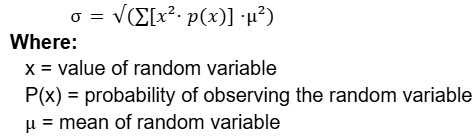 σ = √(∑[x²· p(x)] ·μ²)
Where:
x = value of random variable
P(x) = probability of observing the random variable
μ = mean of random variable